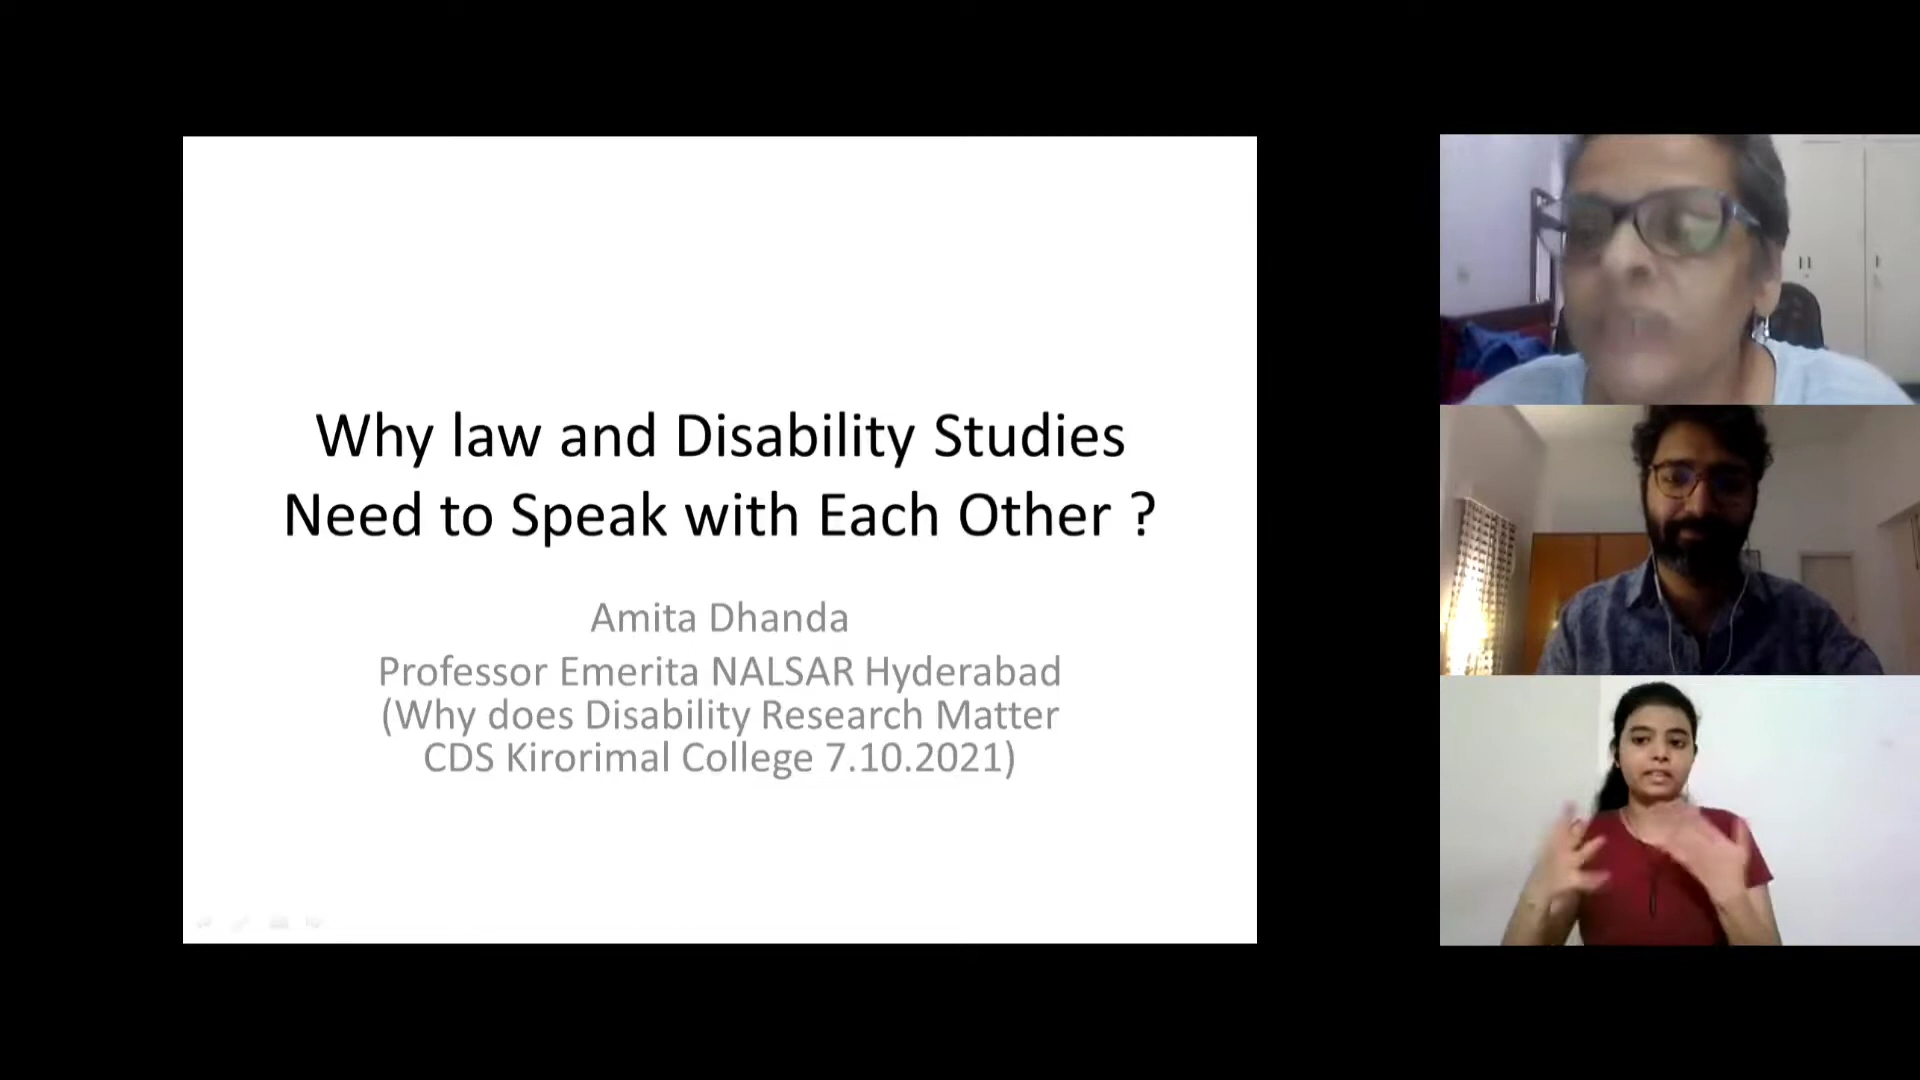 Why law and Disability Studies
Need to Speak with Each Other ?
Amita Dhanda
Professor Emerita NALSAR Hyderabad
(Why does Disability Research Matter
CDS Kirorimal College 7.10.2021)